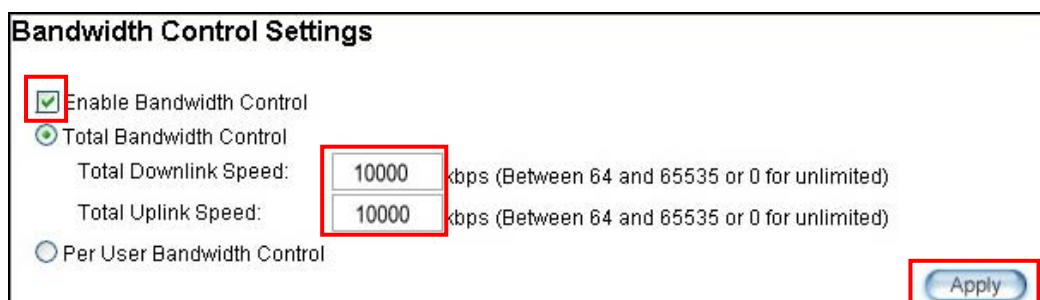 Bandwidth Control Settings
Enable Bandwidth Control
Total Bandwidth Control
Total Downlink Speed: 10000 kbps (Between 64 and 65535 or 0 for unlimited)
Total Uplink Speed: 10000 kbps (Between 64 and 65535 or 0 for unlimited)
Per User Bandwidth Control
Apply